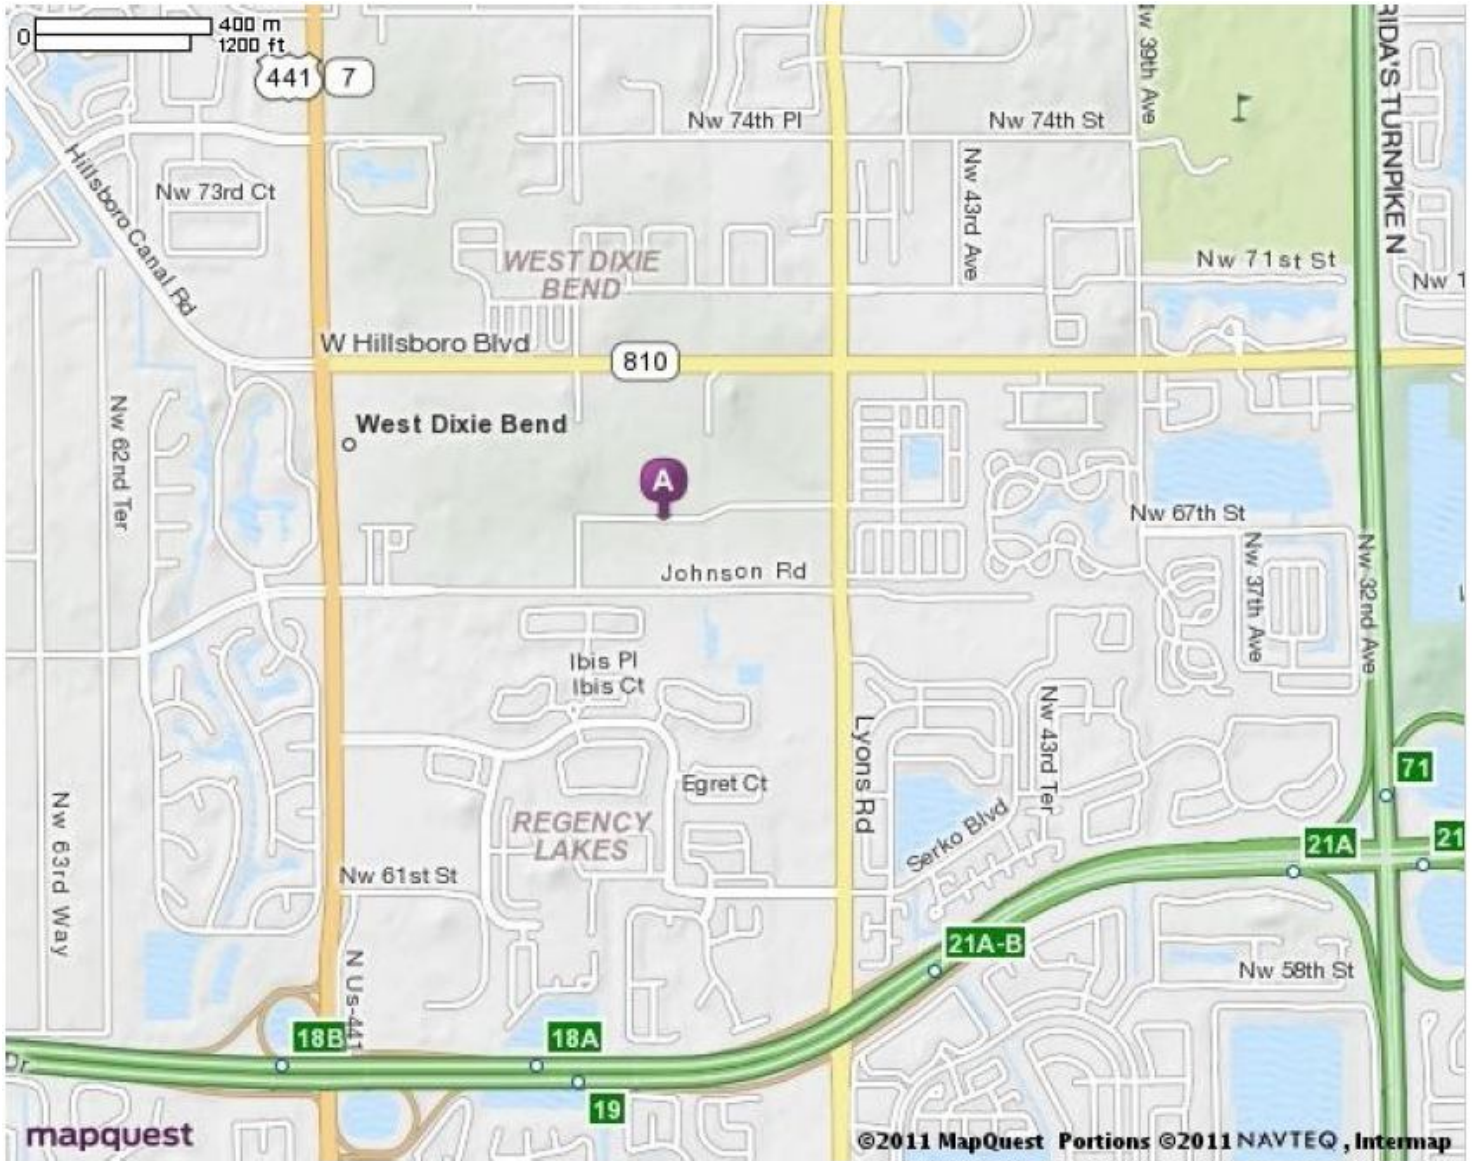 0
400 m
1200 ft
441
7
Nw 39th Ave
RIDA'S TURNPIKE N
Nw 74th Pl
Nw 74th St
Hillsboro Canal Rd
Nw 73rd Ct
Nw 43rd Ave
WEST DIXIE
BEND
Nw 71st St
Nw 1
W Hillsboro Blvd
810
Nw 62nd Ter
West Dixie Bend
A
Nw 67th St
Nw 37th Ave
Nw 32nd Ave
Johnson Rd
Ibis Pl
Ibis Ct
Nw 43rd Ter
Lyons Rd
71
Egret Ct
Nw 63rd Way
REGENCY
LAKES
Serko Blvd
21A
21
Nw 61st St
21A-B
N Us-441
Nw 58th St
18B
18A
Dr
19
mapquest
©2011 MapQuest Portions ©2011 NAVTEQ, Intermap